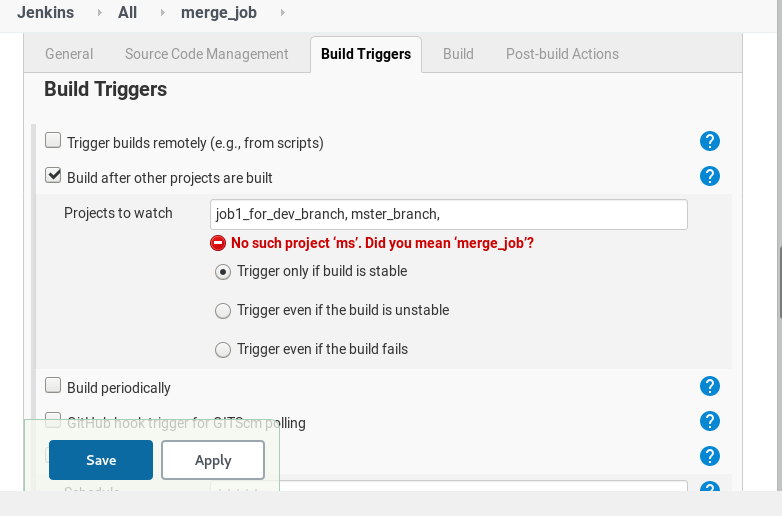 Jenkins All merge_job
General Source Code Management Build Triggers Build Post-build Actions
Build Triggers
Trigger builds remotely (e.g., from scripts)
Build after other projects are built
Projects to watch job1_for_dev_branch, mster_branch,
No such project ‘ms’. Did you mean ‘merge_job’?
Trigger only if build is stable
Trigger even if the build is unstable
Trigger even if the build fails
Build periodically
GitHub hook trigger for GITScm polling
Save Apply
Schedule